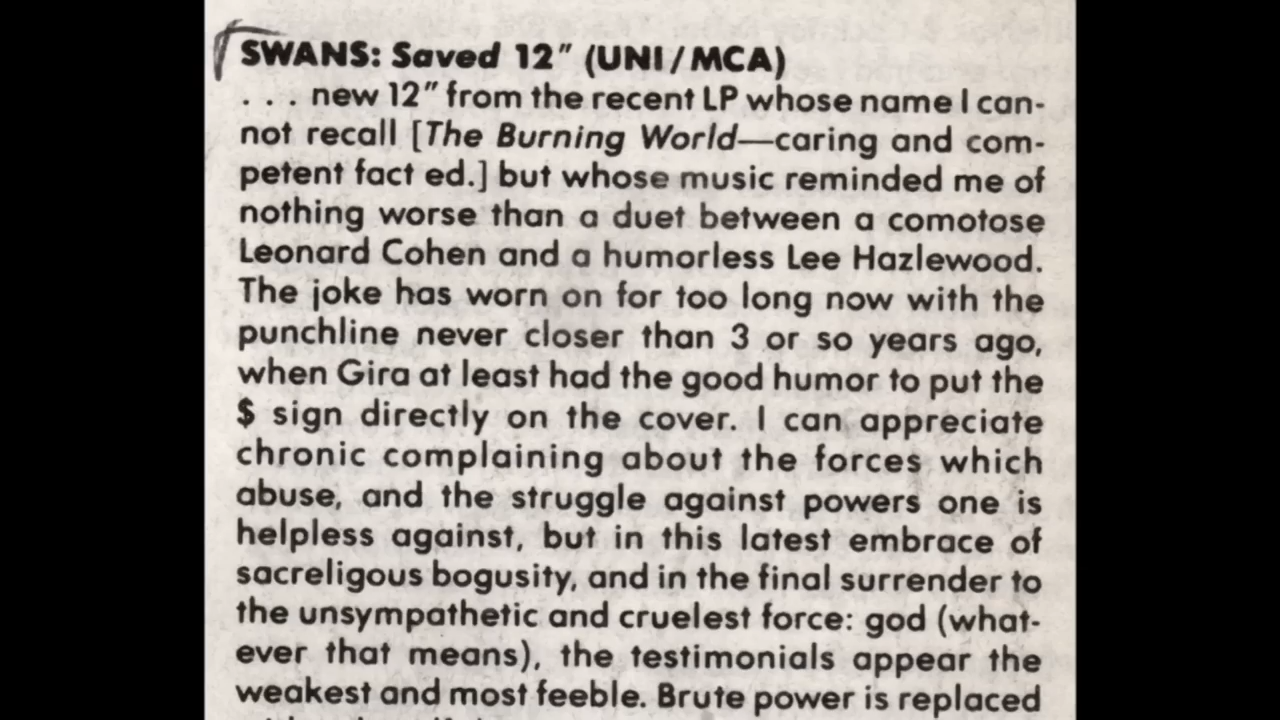 SWANS: Saved 12" (UNI/MCA)
. . . new 12" from the recent LP whose name I can-
not recall [The Burning World—caring and com-
petent fact ed.] but whose music reminded me of
nothing worse than a duet between a comotose
Leonard Cohen and a humorless Lee Hazlewood.
The joke has worn on for too long now with the
punchline never closer than 3 or so years ago,
when Gira at least had the good humor to put the
$ sign directly on the cover. I can appreciate
chronic complaining about the forces which
abuse, and the struggle against powers one is
helpless against, but in this latest embrace of
sacreligous bogusity, and in the final surrender to
the unsympathetic and cruelest force: god (what-
ever that means), the testimonials appear the
weakest and most feeble. Brute power is replaced